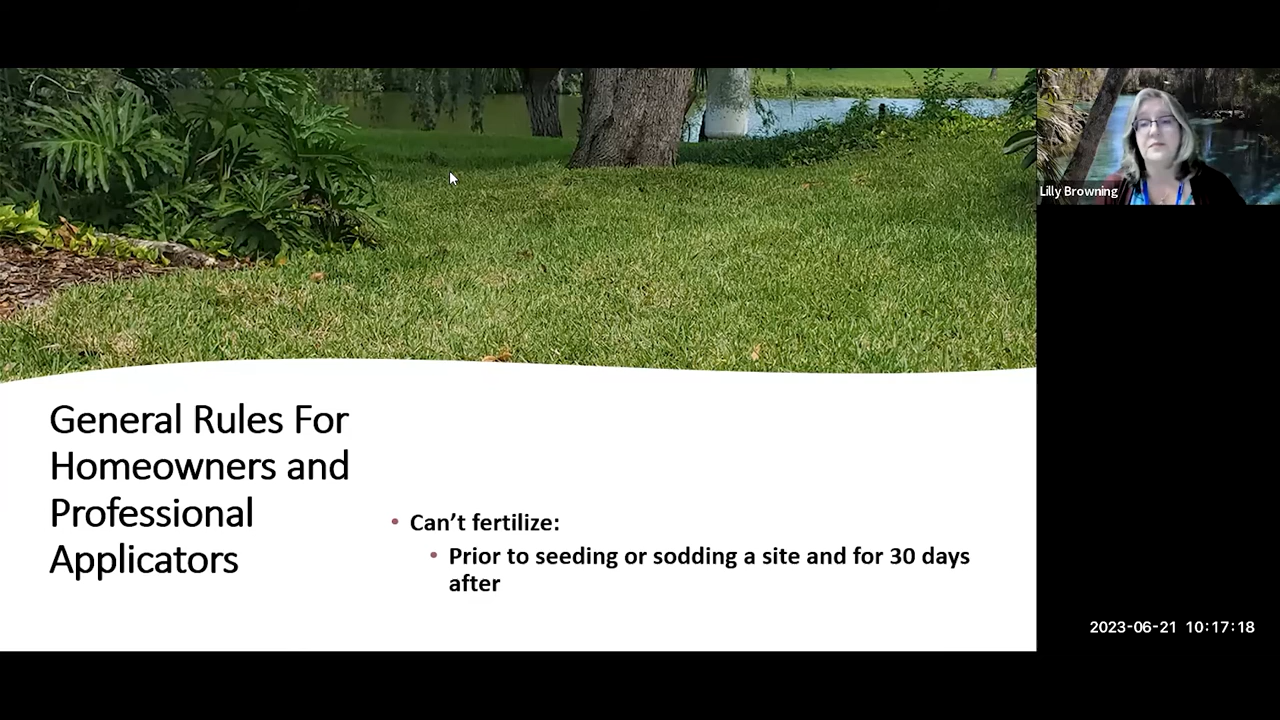 Lilly Browning
General Rules For
Homeowners and
Professional
Applicators
• Can’t fertilize:
• Prior to seeding or sodding a site and for 30 days
after
2023-06-21 10:17:18